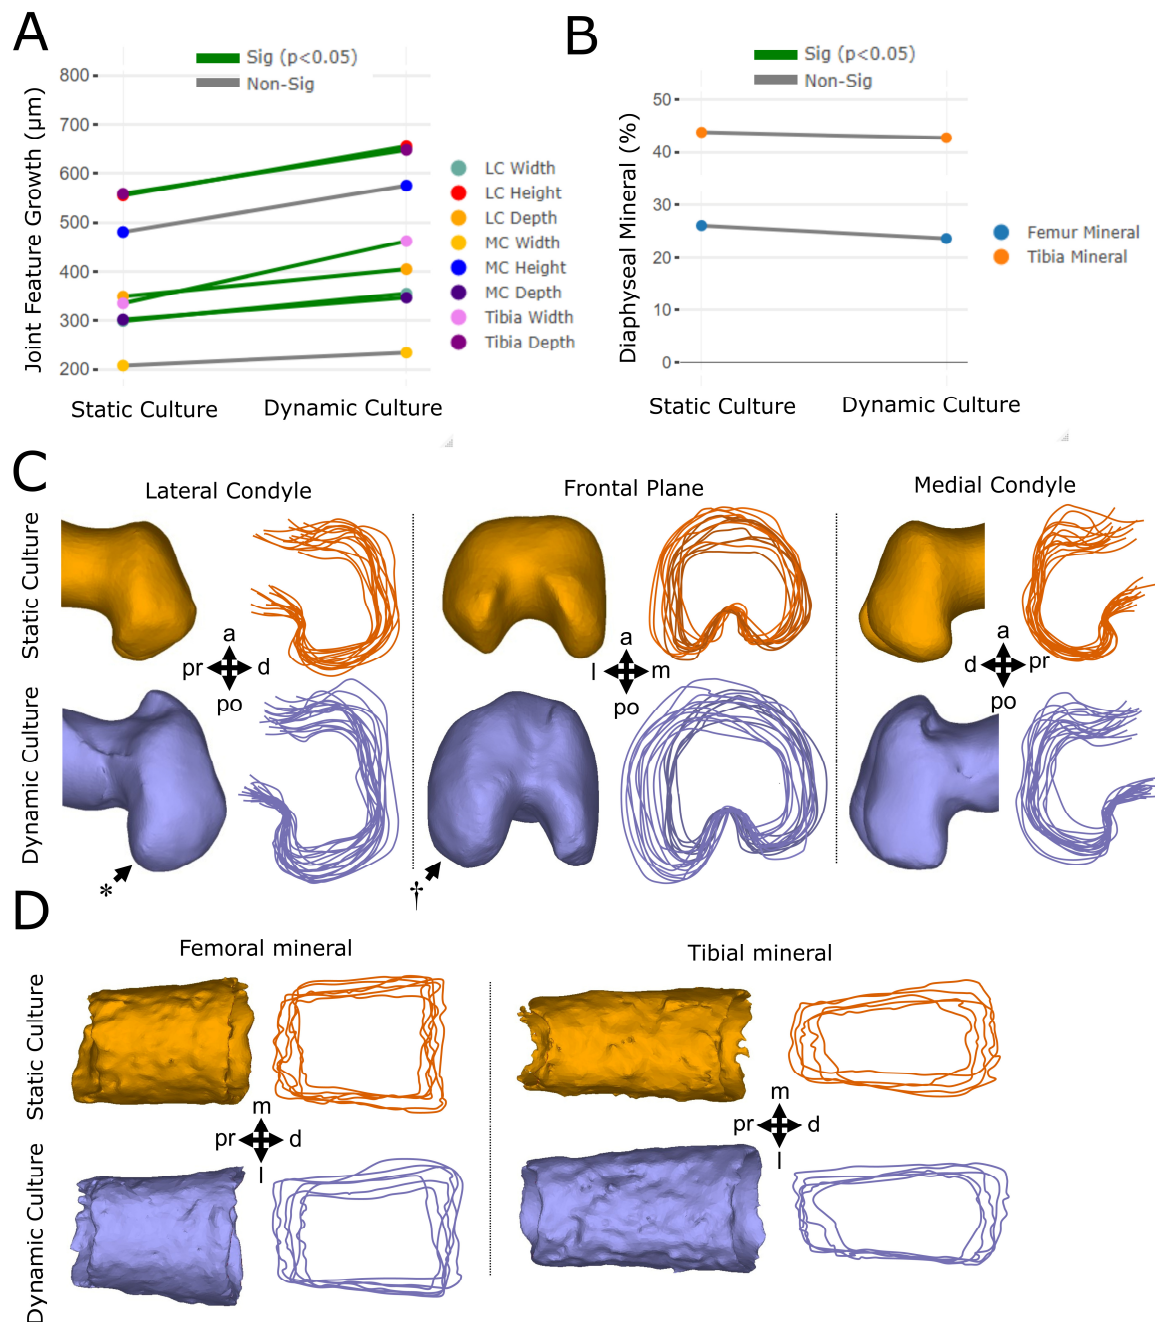 A
Sig (p<0.05)
Non-Sig
Joint Feature Growth (µm)
800
700
600
500
400
300
200
Static Culture
Dynamic Culture
LC Width
LC Height
LC Depth
MC Width
MC Height
MC Depth
Tibia Width
Tibia Depth
B
Sig (p<0.05)
Non-Sig
Diaphyseal Mineral (%)
50
40
30
20
10
0
Static Culture
Dynamic Culture
Femur Mineral
Tibia Mineral
C
Lateral Condyle
Frontal Plane
Medial Condyle
Static Culture
a
pr d
po
a
l m
po
a
d pr
po
Dynamic Culture
*
†
D
Femoral mineral
Tibial mineral
Static Culture
m
pr d
l
m
pr d
l
Dynamic Culture